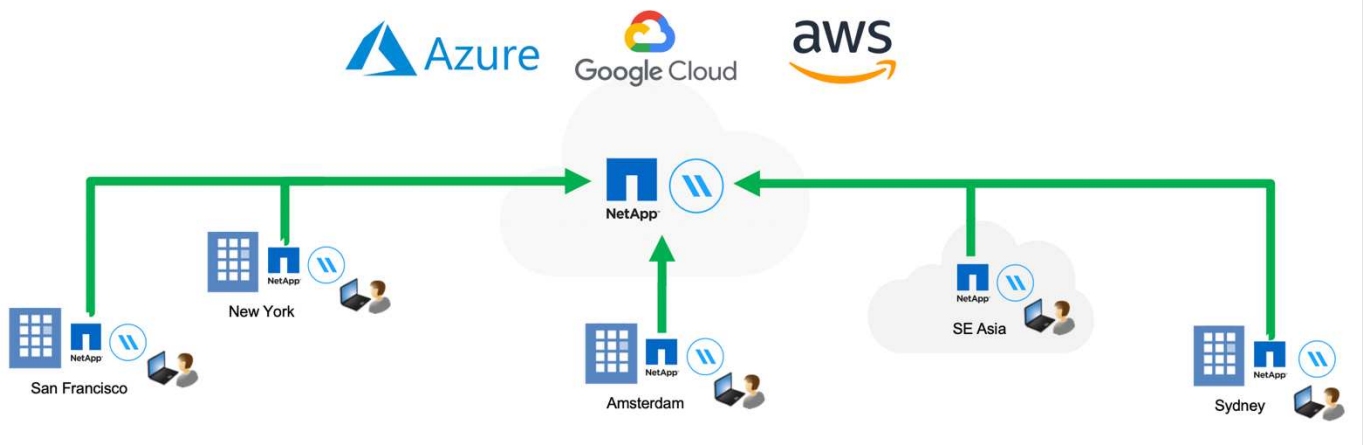 Azure
Google Cloud
aws
NetApp
NetApp
New York
NetApp
San Francisco
NetApp
Amsterdam
NetApp
SE Asia
NetApp
Sydney